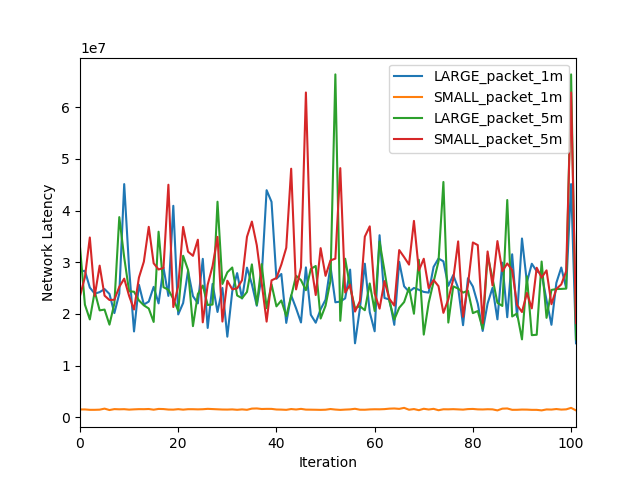 1e7
6
5
4
3
2
1
0
Network Latency
0
20
40
60
80
100
Iteration
LARGE_packet_1m
SMALL_packet_1m
LARGE_packet_5m
SMALL_packet_5m